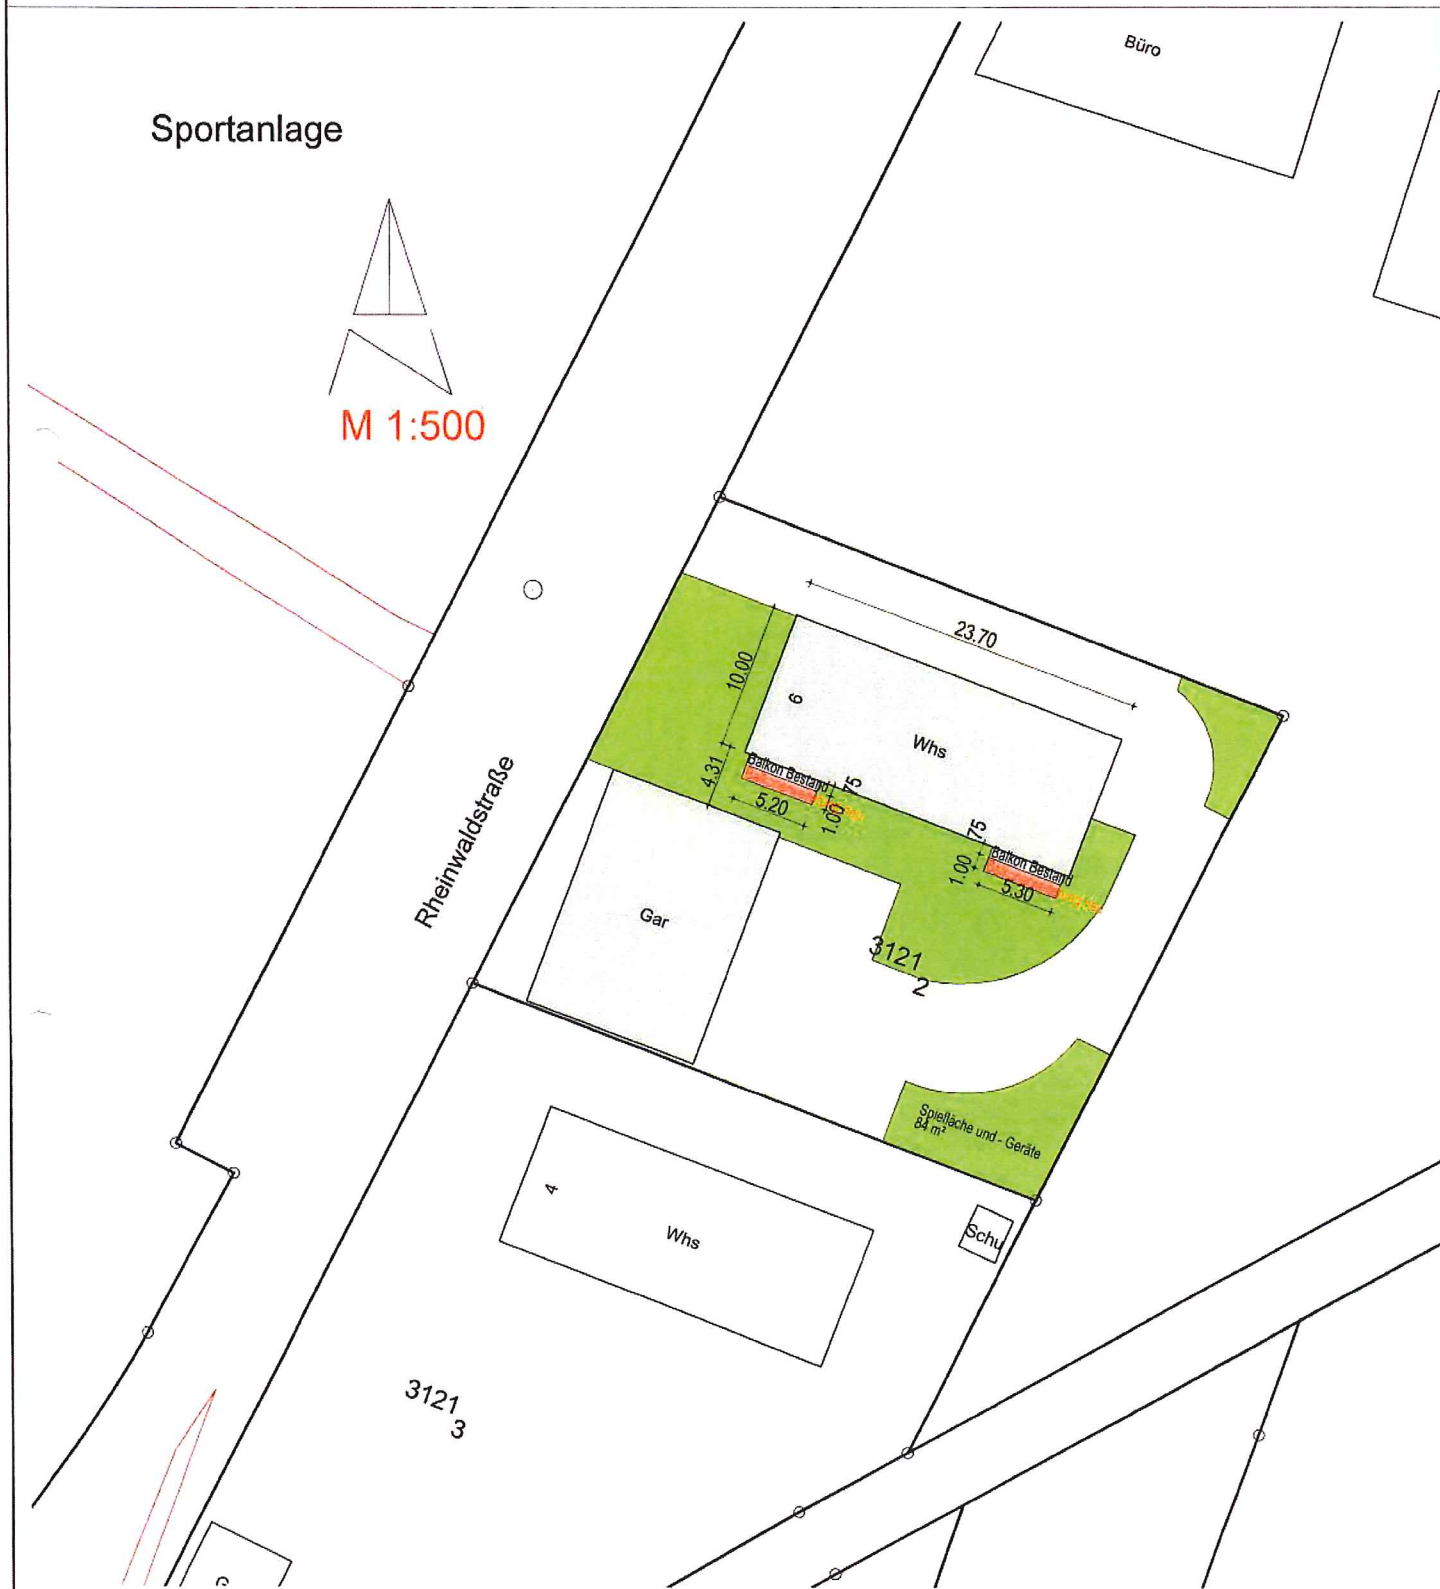 Büro
Sportanlage
M 1:500
23.70
10.00
6
Whs
4.31
Balkon Bestand
75
5.20
1.00
75
Balkon Bestand
1.00
5.30
Rheinwaldstraße
Gar
3121
2
Spielfläche und - Geräte
84 m²
4
Whs
Schu
3121
3
G